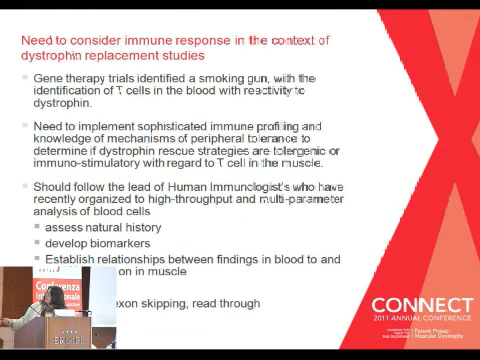 Need to consider immune response in the context of
dystrophin replacement studies
Gene therapy trials identified a smoking gun, with the
identification of T cells in the blood with reactivity to
dystrophin.
Need to implement sophisticated immune profiling and
knowledge of mechanisms of peripheral tolerance to
determine if dystrophin rescue strategies are tolergenic or
immuno-stimulatory with regard to T cell in the muscle.
Should follow the lead of Human Immunologist's who have
recently organized to high-throughput and multi-parameter
analysis of blood cells
assess natural history
develop biomarkers
Establish relationships between findings in blood to and
on in muscle
exon skipping, read through
Conferenza
CONNECT
2011 ANNUAL CONFERENCE
Parent Project
Muscular Dystrophy